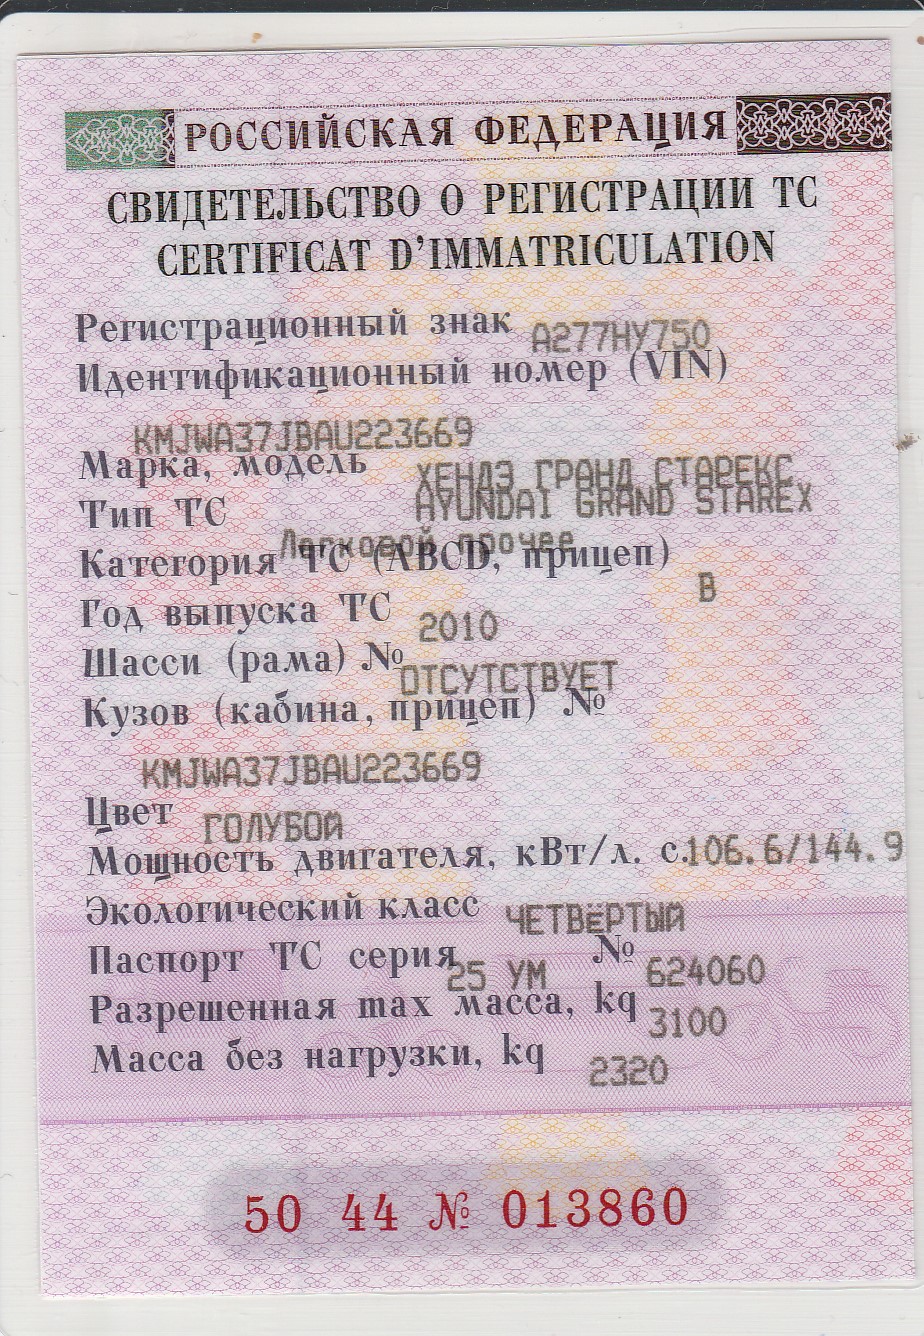 РОССИЙСКАЯ ФЕДЕРАЦИЯ
СВИДЕТЕЛЬСТВО О РЕГИСТРАЦИИ ТС
CERTIFICAT D'IMMATRICULATION
Регистрационный знак А277НУ750
Идентификационный номер (VIN)
KMJWA37JBAU223669
Марка, модель ХЕНДЭ ГРАНД СТАРЕКС
HYUNDAI GRAND STAREX
Тип ТС Легковой прочее
Категория ТС (ABCD, прицеп) B
Год выпуска ТС 2010
Шасси (рама) № ОТСУТСТВУЕТ
Кузов (кабина, прицеп) №
KMJWA37JBAU223669
Цвет ГОЛУБОЙ
Мощность двигателя, кВт/л. с. 106.6/144.9
Экологический класс ЧЕТВЁРТЫЙ
Паспорт ТС серия 25 УМ № 624060
Разрешенная max масса, kg 3100
Масса без нагрузки, kg 2320
50 44 № 013860